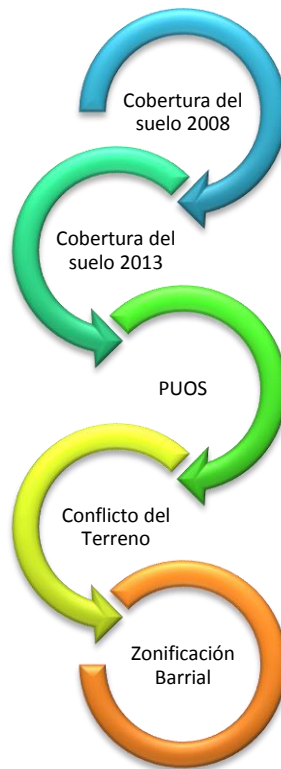 Cobertura del
suelo 2008
Cobertura del
suelo 2013
PUOS
Conflicto del
Terreno
Zonificación
Barrial